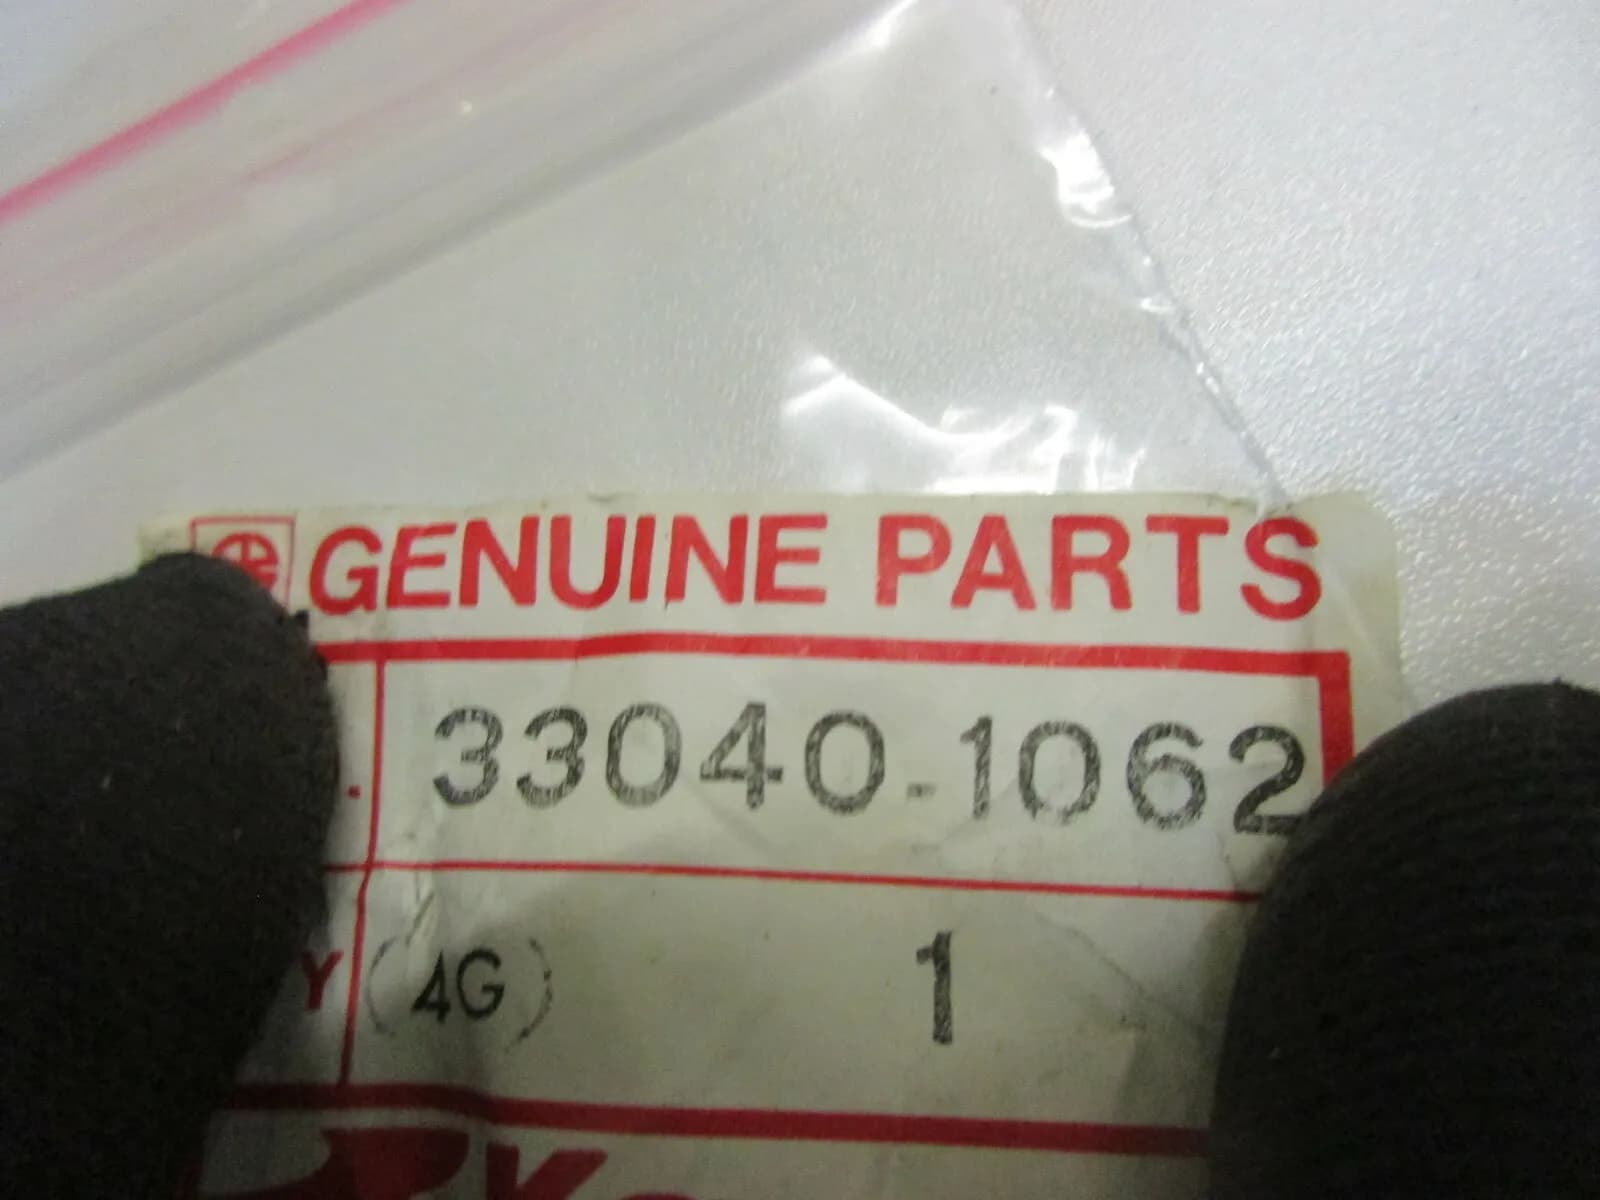 GENUINE PARTS
. 33040-1062
Y (4G) 1